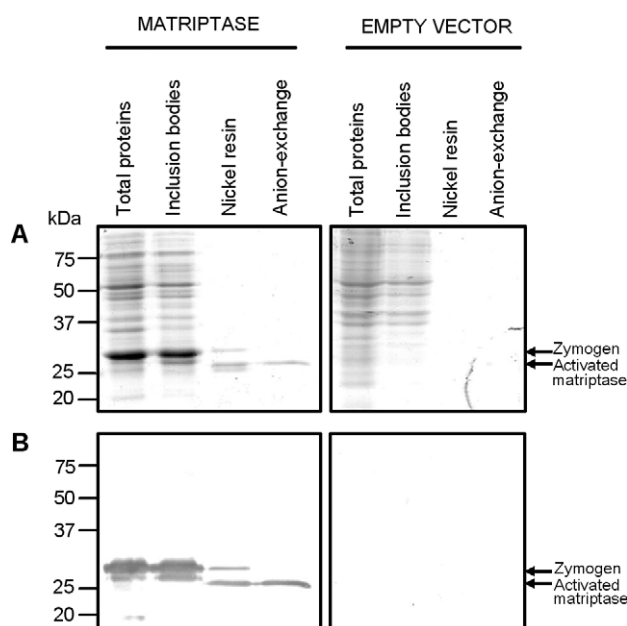 MATRIPTASE
EMPTY VECTOR
Total proteins
Inclusion bodies
Nickel resin
Anion-exchange
Total proteins
Inclusion bodies
Nickel resin
Anion-exchange
kDa
A
75
50
37
25
20
Zymogen
Activated
matriptase
B
75
50
37
25
20
Zymogen
Activated
matriptase